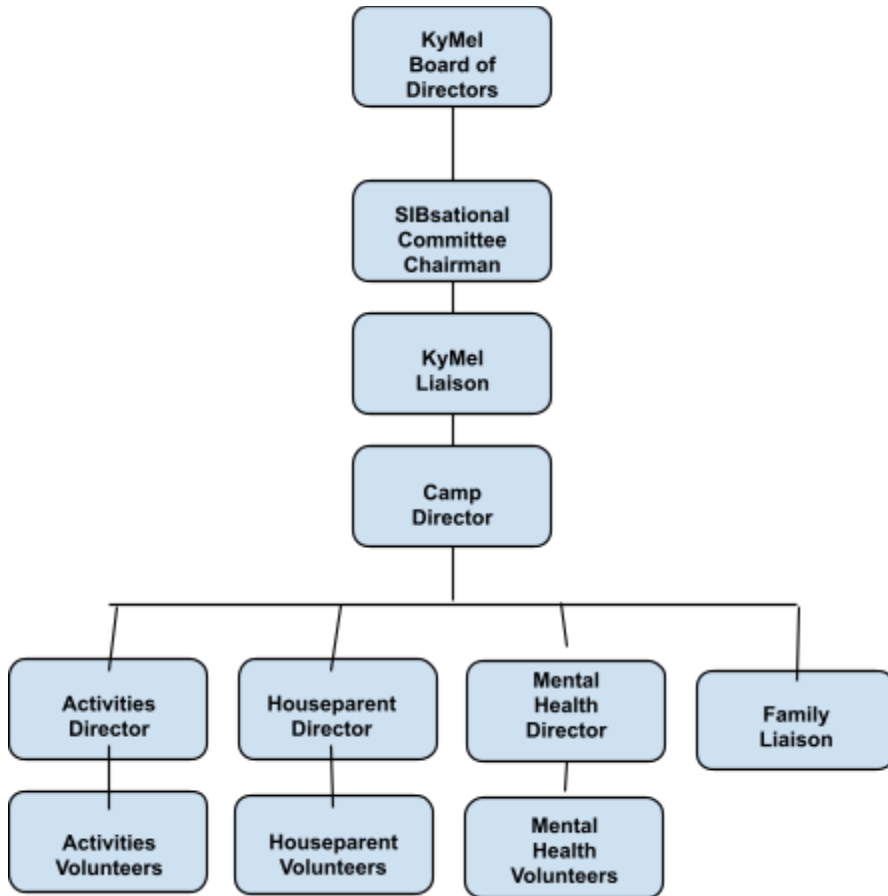 KyMel
Board of
Directors
SIBsational
Committee
Chairman
KyMel
Liaison
Camp
Director
Activities
Director
Houseparent
Director
Mental
Health
Director
Family
Liaison
Activities
Volunteers
Houseparent
Volunteers
Mental
Health
Volunteers